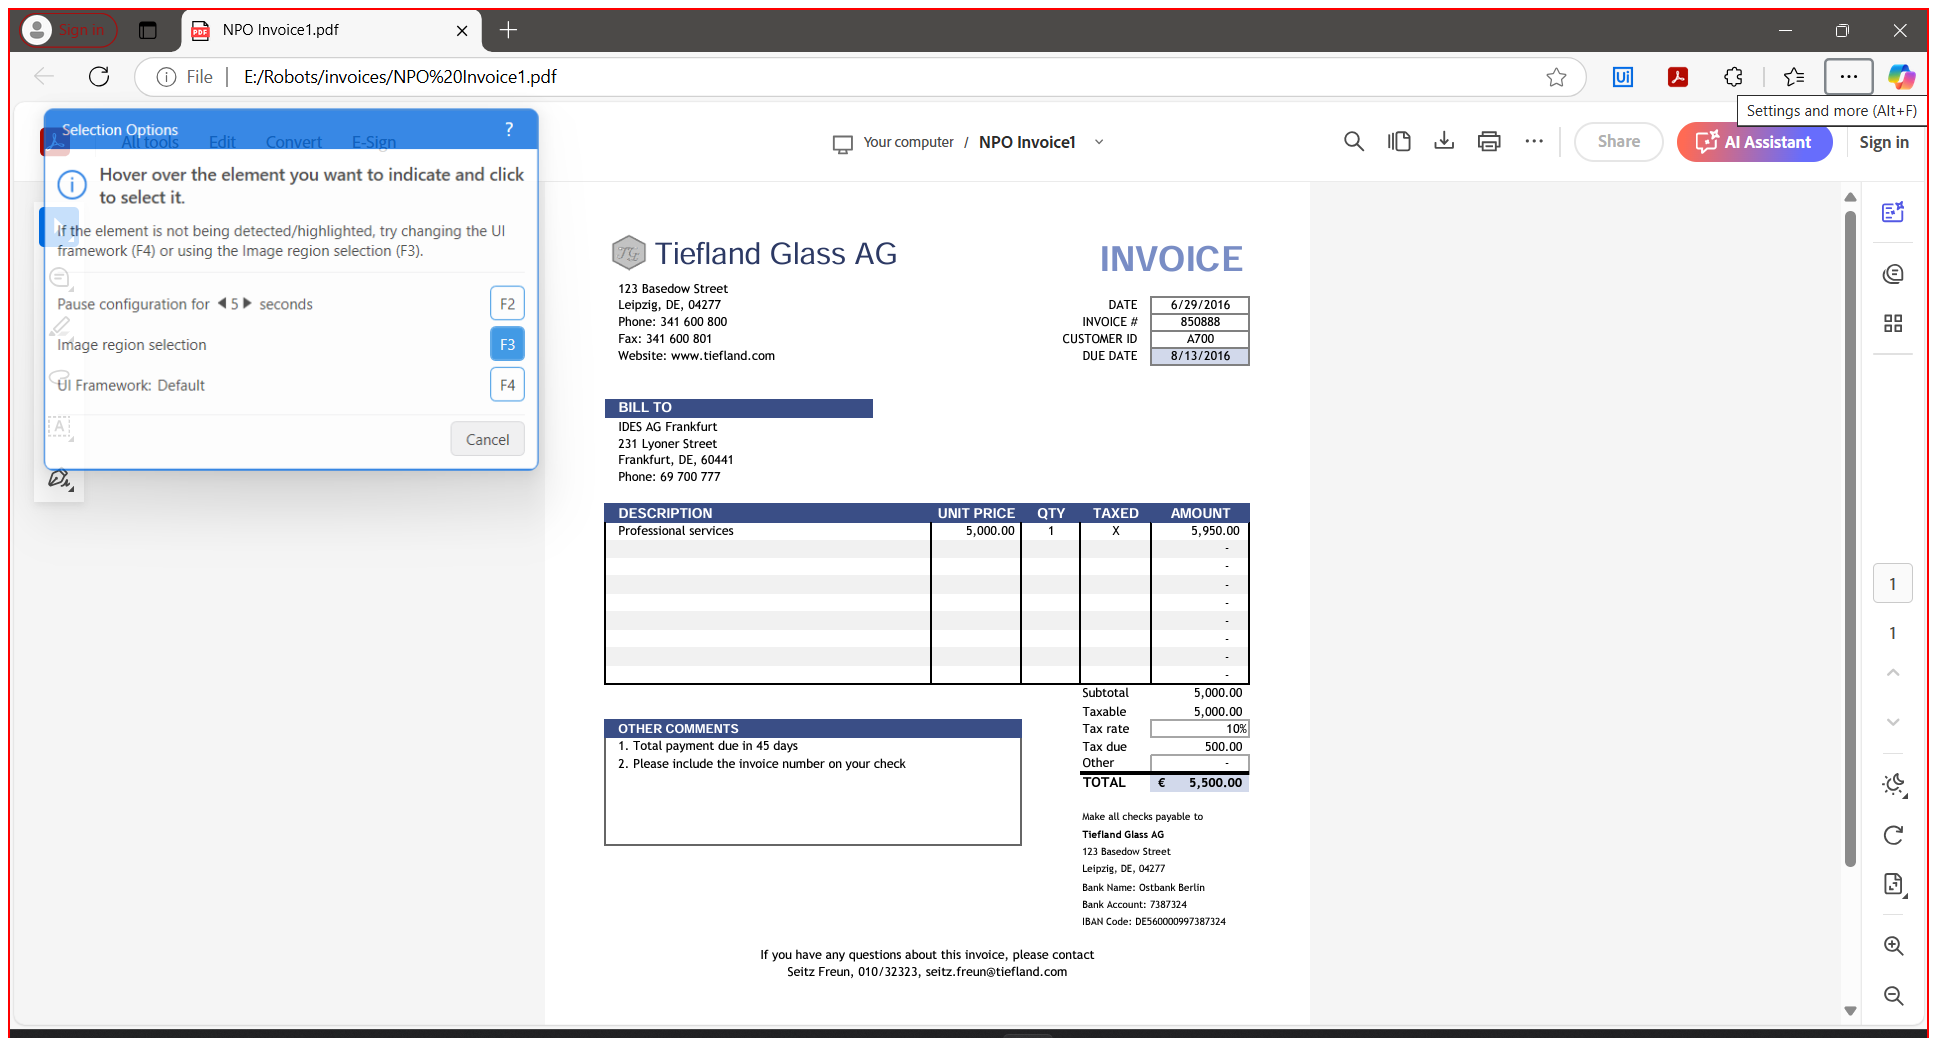 Sign in
NPO Invoice1.pdf
File
E:/Robots/invoices/NPO%20Invoice1.pdf
Ui
Settings and more (Alt+F)
Selection Options
?
All tools Edit Convert E-Sign
Your computer / NPO Invoice1
Share
AI Assistant
Sign in
Hover over the element you want to indicate and click
to select it.
If the element is not being detected/highlighted, try changing the UI
framework (F4) or using the Image region selection (F3).
Pause configuration for 5 seconds
F2
Image region selection
F3
UI Framework: Default
F4
Cancel
Tiefland Glass AG
INVOICE
123 Basedow Street
Leipzig, DE, 04277
Phone: 341 600 800
Fax: 341 600 801
Website: www.tiefland.com
DATE 6/29/2016
INVOICE # 850888
CUSTOMER ID A700
DUE DATE 8/13/2016
BILL TO
IDES AG Frankfurt
231 Lyoner Street
Frankfurt, DE, 60441
Phone: 69 700 777
DESCRIPTION UNIT PRICE QTY TAXED AMOUNT
Professional services 5,000.00 1 X 5,950.00
-
-
-
-
-
-
-
-
Subtotal 5,000.00
Taxable 5,000.00
Tax rate 10%
Tax due 500.00
Other -
TOTAL € 5,500.00
OTHER COMMENTS
1. Total payment due in 45 days
2. Please include the invoice number on your check
Make all checks payable to
Tiefland Glass AG
123 Basedow Street
Leipzig, DE, 04277
Bank Name: Ostbank Berlin
Bank Account: 7387324
IBAN Code: DE560000997387324
If you have any questions about this invoice, please contact
Seitz Freun, 010/32323, seitz.freun@tiefland.com
1
1